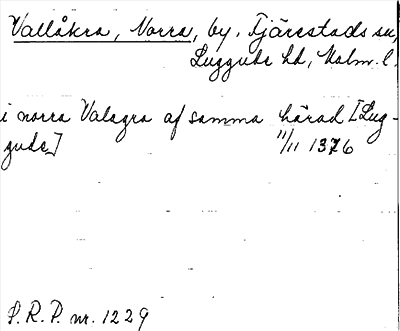 Vallåkra, Norra, by. Fjärestads sn,
Luggude hd, Malm. l.
i norra Valagra af samma härad [Lug-
gude] 11/11 1376
S.R.P. nr. 1229